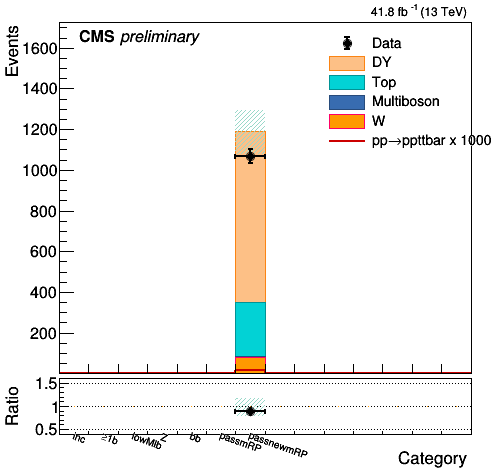 41.8 fb⁻¹ (13 TeV)
CMS preliminary
Events
1600
1400
1200
1000
800
600
400
200
Data
DY
Top
Multiboson
W
pp→ppttbar x 1000
Ratio
1.5
1
0.5
inc
≥1b
lowMlb
Z
bb
passmRP
passnewmRP
Category